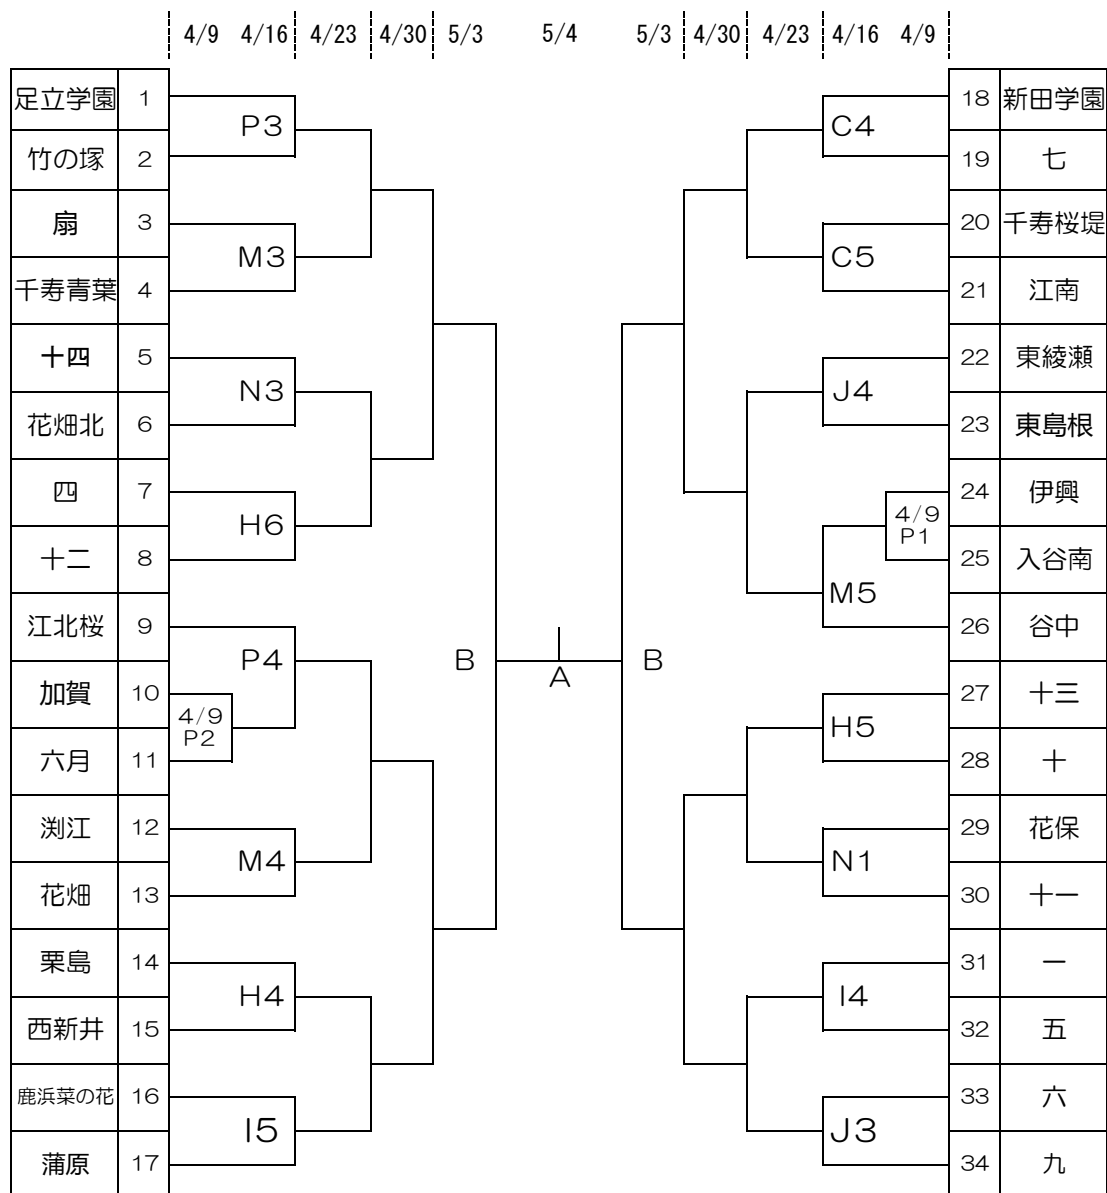 4/9 4/16 4/23 4/30 5/3 5/4 5/3 4/30 4/23 4/16 4/9
足立学園 1 18 新田学園
P3 C4
竹の塚 2 19 七
扇 3 20 千寿桜堤
M3 C5
千寿青葉 4 21 江南
十四 5 22 東綾瀬
N3 J4
花畑北 6 23 東島根
四 7 24 伊興
H6 4/9
P1
十二 8 25 入谷南
M5
江北桜 9 26 谷中
P4 B A B
加賀 10 27 十三
4/9
P2 H5
六月 11 28 十
渕江 12 29 花保
M4 N1
花畑 13 30 十一
栗島 14 31 一
H4 I4
西新井 15 32 五
鹿浜菜の花 16 33 六
I5 J3
蒲原 17 34 九